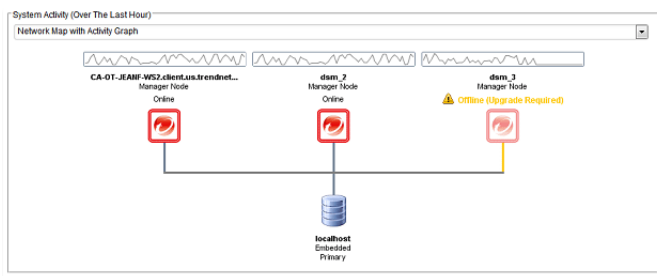 System Activity (Over The Last Hour)
Network Map with Activity Graph
CA-OT-JEANF-WS2.client.us.trendnet...
Manager Node
Online
dsm_2
Manager Node
Online
dsm_3
Manager Node
Offline (Upgrade Required)
localhost
Embedded
Primary